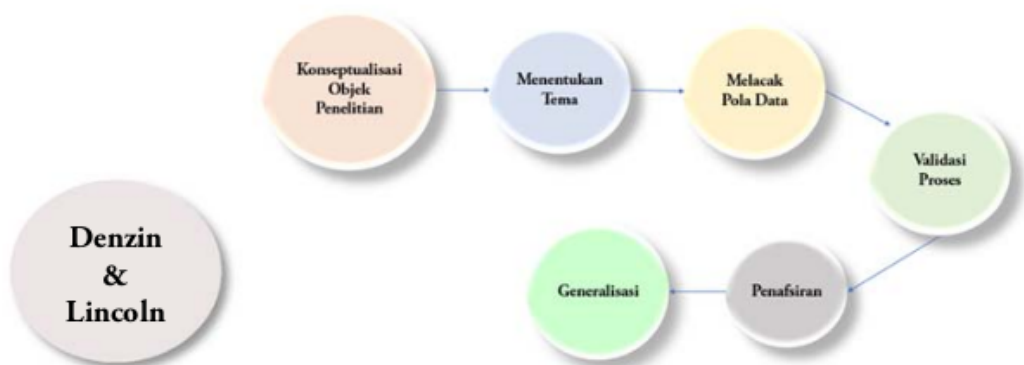 Konseptualisasi
Objek
Penelitian
Menentukan
Tema
Melacak
Pola Data
Validasi
Proses
Penafsiran
Generalisasi
Denzin
&
Lincoln